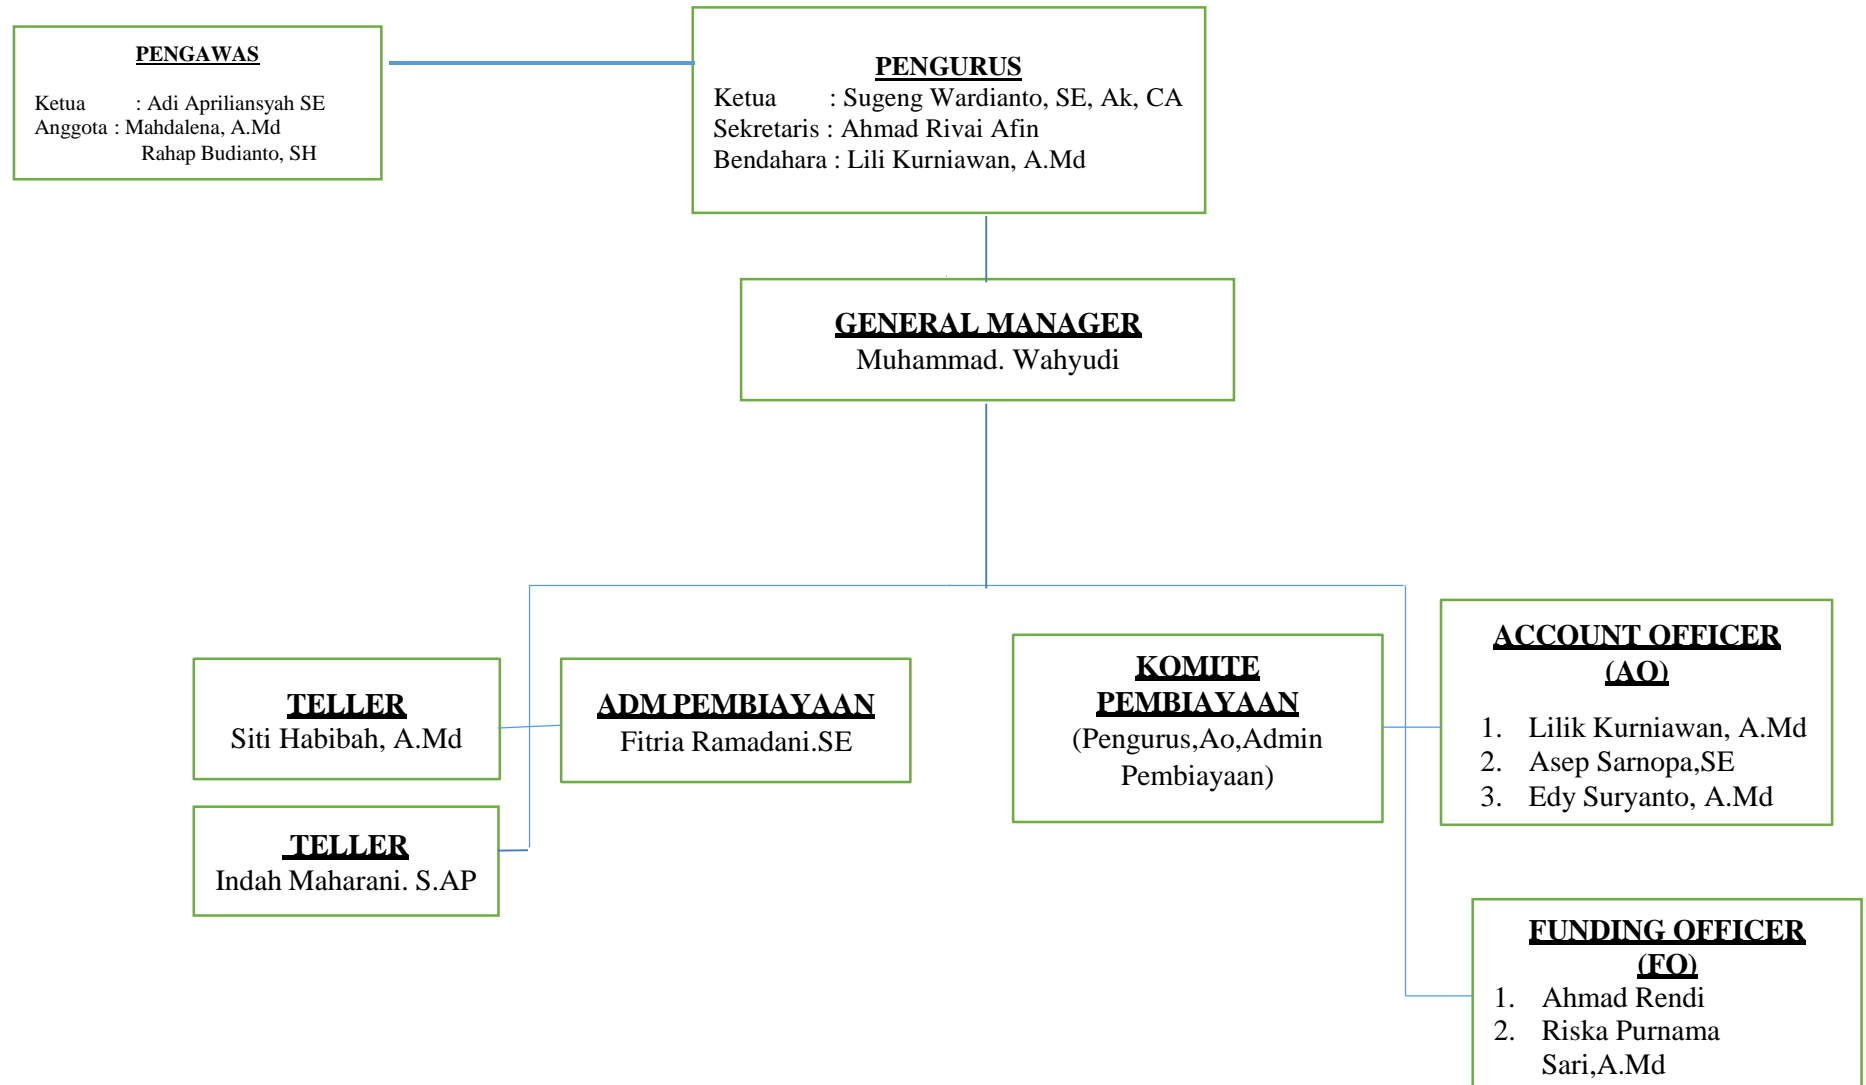 PENGAWAS
Ketua : Adi Apriliansyah SE
Anggota : Mahdalena, A.Md
Rahap Budianto, SH
PENGURUS
Ketua : Sugeng Wardianto, SE, Ak, CA
Sekretaris : Ahmad Rivai Afin
Bendahara : Lili Kurniawan, A.Md
GENERAL MANAGER
Muhammad. Wahyudi
TELLER
Siti Habibah, A.Md
ADM PEMBIAYAAN
Fitria Ramadani.SE
KOMITE
PEMBIAYAAN
(Pengurus,Ao,Admin
Pembiayaan)
ACCOUNT OFFICER
(AO)
1. Lilik Kurniawan, A.Md
2. Asep Sarnopa,SE
3. Edy Suryanto, A.Md
TELLER
Indah Maharani. S.AP
FUNDING OFFICER
(FO)
1. Ahmad Rendi
2. Riska Purnama
Sari,A.Md